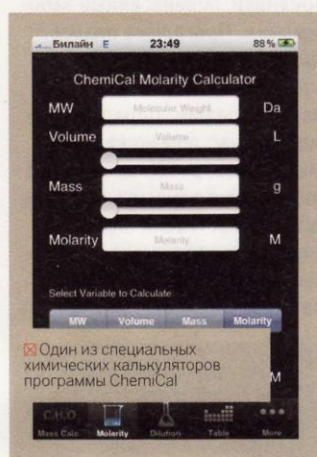 Билайн E 23:49 88 %
ChemiCal Molarity Calculator
MW Molecular Weight Da
Volume Volume L
Mass Mass g
Molarity Molarity M
Select Variable to Calculate
MW Volume Mass Molarity
Один из специальных
химических калькуляторов
программы ChemiCal
M
C.H.O
Mass Calc Molarity Dilution Table More